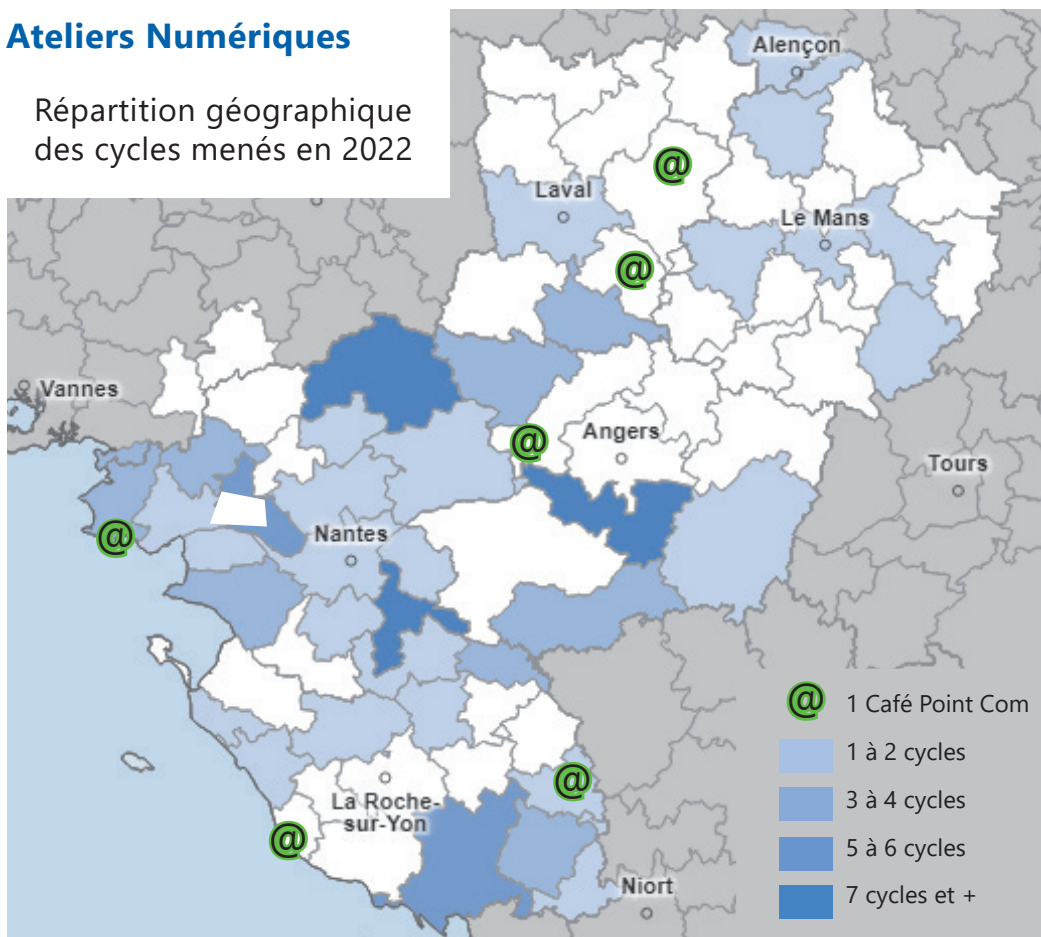 Ateliers Numériques
Répartition géographique
des cycles menés en 2022
Alençon
@
Laval
Le Mans
@
Vannes
@
Angers
Tours
@
Nantes
@ 1 Café Point Com
1 à 2 cycles
@
La Roche-
sur-Yon
3 à 4 cycles
@
5 à 6 cycles
Niort
7 cycles et +